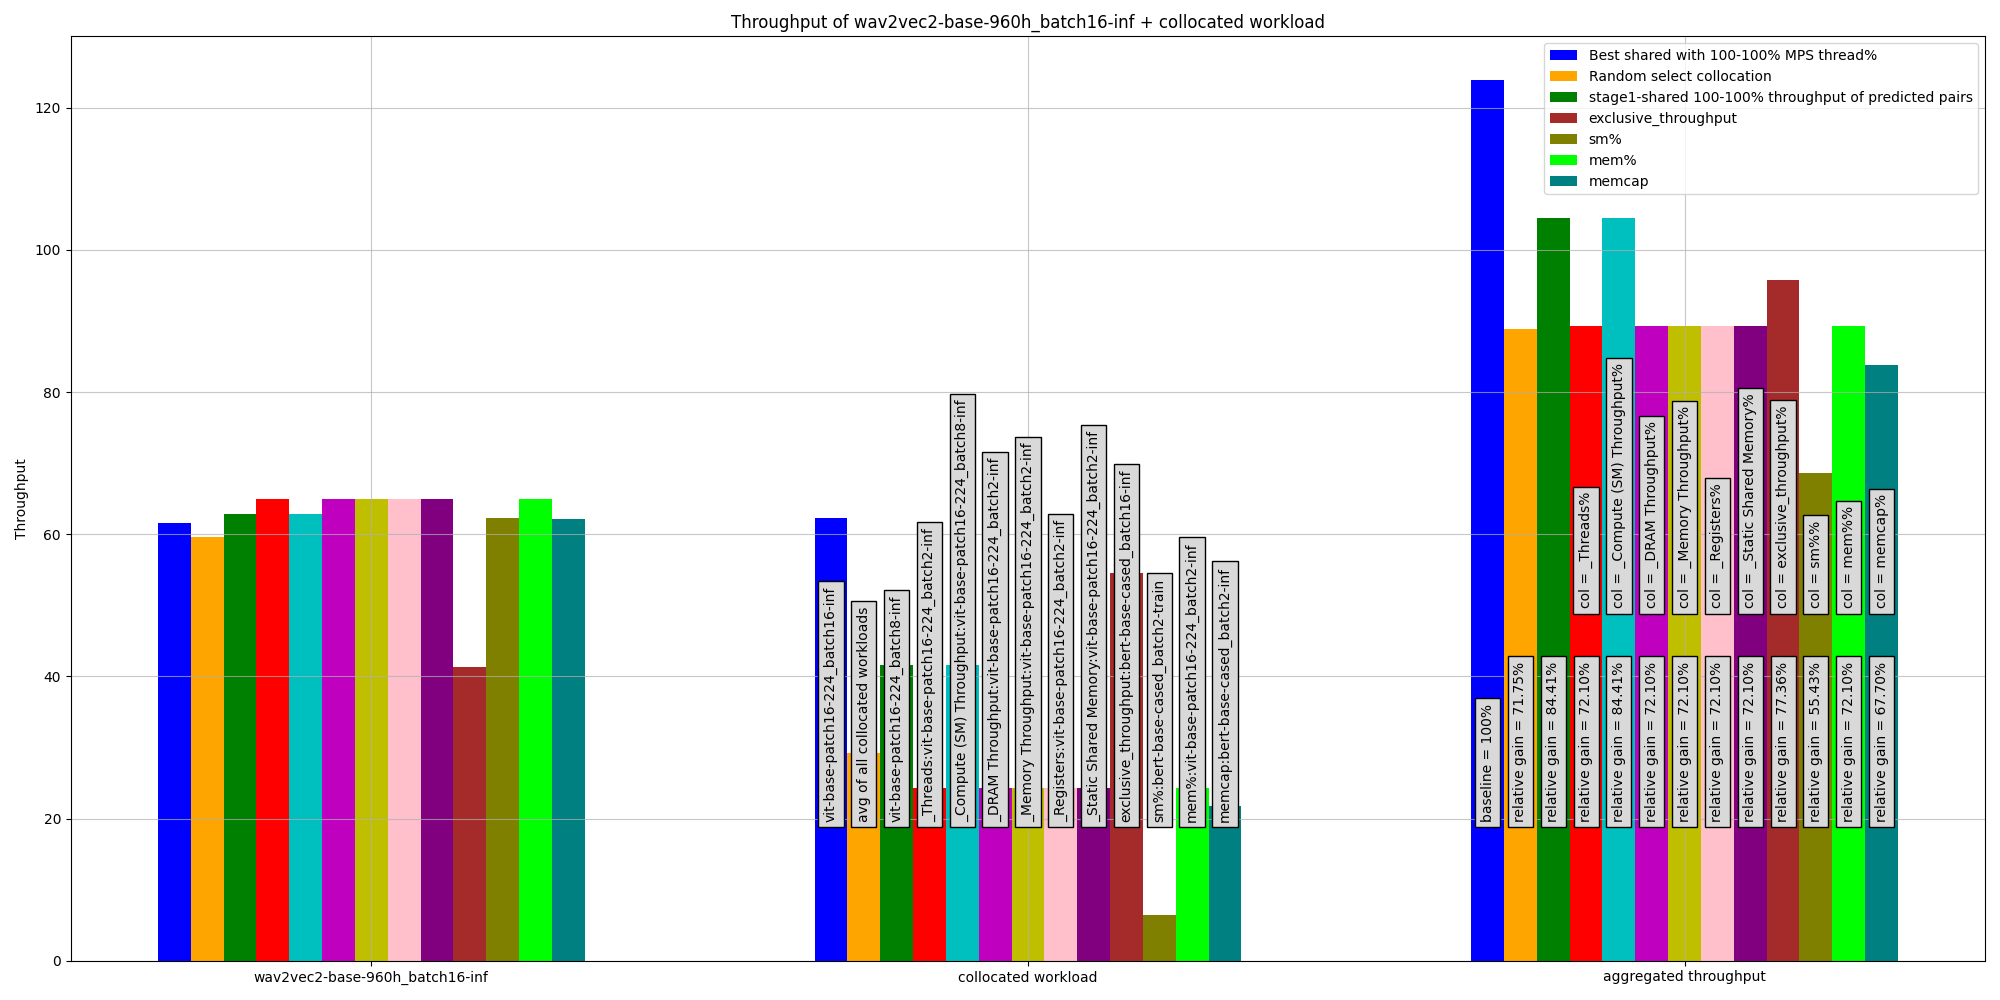 Throughput of wav2vec2-base-960h_batch16-inf + collocated workload
Best shared with 100-100% MPS thread%
Random select collocation
stage1-shared 100-100% throughput of predicted pairs
exclusive_throughput
sm%
mem%
memcap
Throughput
120
100
80
60
40
20
0
vit-base-patch16-224_batch16-inf
avg of all collocated workloads
vit-base-patch16-224_batch8-inf
_Threads:vit-base-patch16-224_batch2-inf
_Compute (SM) Throughput:vit-base-patch16-224_batch8-inf
_DRAM Throughput:vit-base-patch16-224_batch2-inf
_Memory Throughput:vit-base-patch16-224_batch2-inf
_Registers:vit-base-patch16-224_batch2-inf
_Static Shared Memory:vit-base-patch16-224_batch2-inf
exclusive_throughput:bert-base-cased_batch16-inf
sm%:bert-base-cased_batch2-train
mem%:vit-base-patch16-224_batch2-inf
memcap:bert-base-cased_batch2-inf
col = _Threads%
col = _Compute (SM) Throughput%
col = _DRAM Throughput%
col = _Memory Throughput%
col = _Registers%
col = _Static Shared Memory%
col = exclusive_throughput%
col = sm%%
col = mem%%
col = memcap%
baseline = 100%
relative gain = 71.75%
relative gain = 84.41%
relative gain = 72.10%
relative gain = 84.41%
relative gain = 72.10%
relative gain = 72.10%
relative gain = 72.10%
relative gain = 72.10%
relative gain = 77.36%
relative gain = 55.43%
relative gain = 72.10%
relative gain = 67.70%
wav2vec2-base-960h_batch16-inf
collocated workload
aggregated throughput